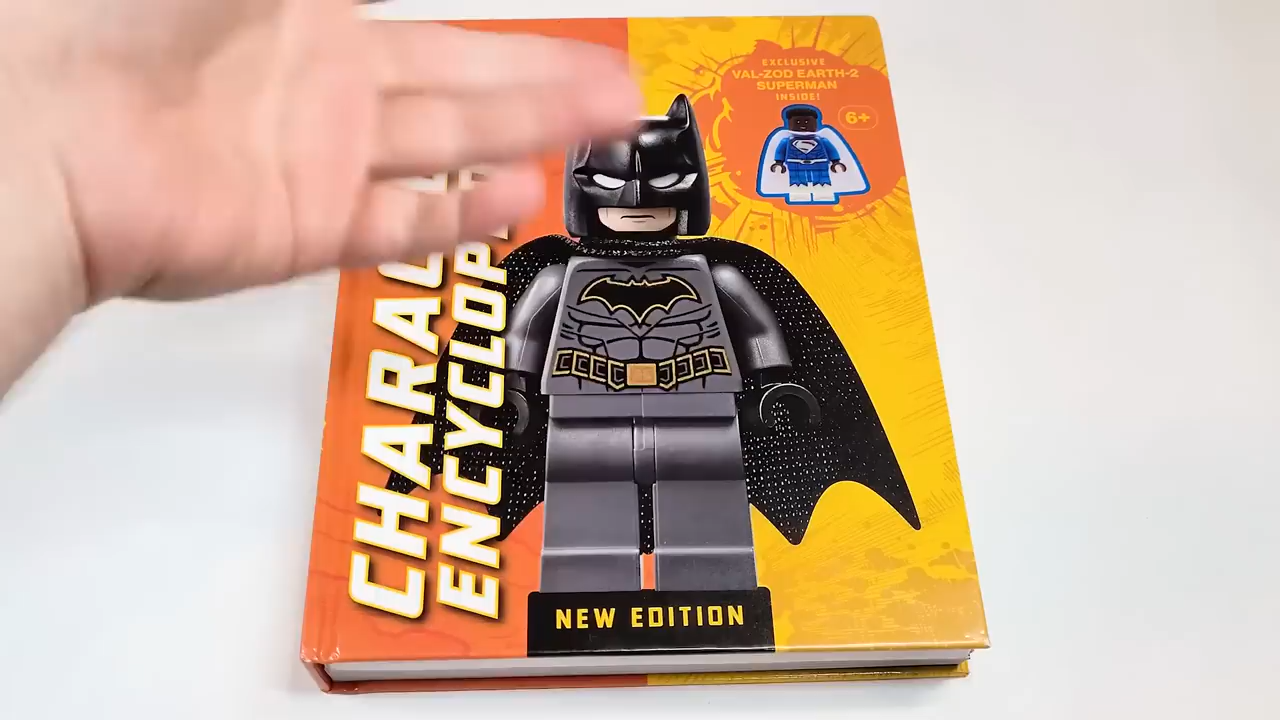 EXCLUSIVE
VAL-ZOD EARTH-2
SUPERMAN
INSIDE!
6+
CHARAC
ENCYCLOP
NEW EDITION